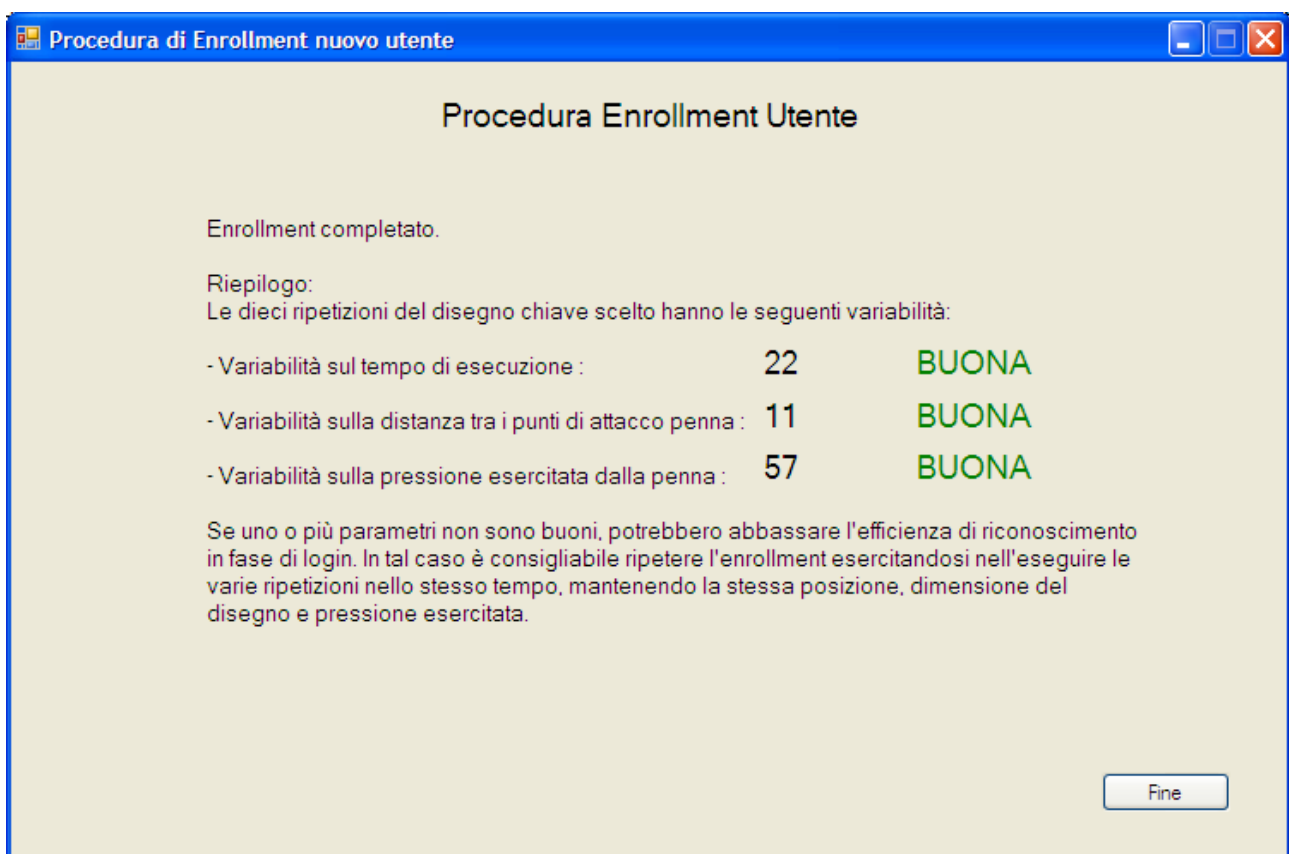 Procedura di Enrollment nuovo utente
Procedura Enrollment Utente
Enrollment completato.
Riepilogo:
Le dieci ripetizioni del disegno chiave scelto hanno le seguenti variabilità:
- Variabilità sul tempo di esecuzione : 22 BUONA
- Variabilità sulla distanza tra i punti di attacco penna : 11 BUONA
- Variabilità sulla pressione esercitata dalla penna : 57 BUONA
Se uno o più parametri non sono buoni, potrebbero abbassare l'efficienza di riconoscimento
in fase di login. In tal caso è consigliabile ripetere l'enrollment esercitandosi nell'eseguire le
varie ripetizioni nello stesso tempo, mantenendo la stessa posizione, dimensione del
disegno e pressione esercitata.
Fine